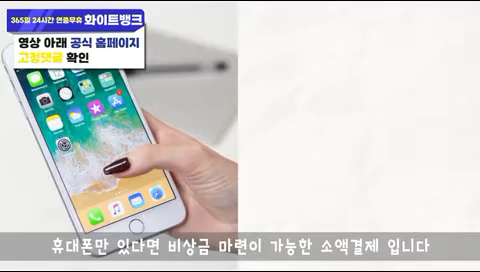 365일 24시간 연중무휴 화이트뱅크
영상 아래 공식 홈페이지
고정댓글 확인
휴대폰만 있다면 비상금 마련이 가능한 소액결제 입니다